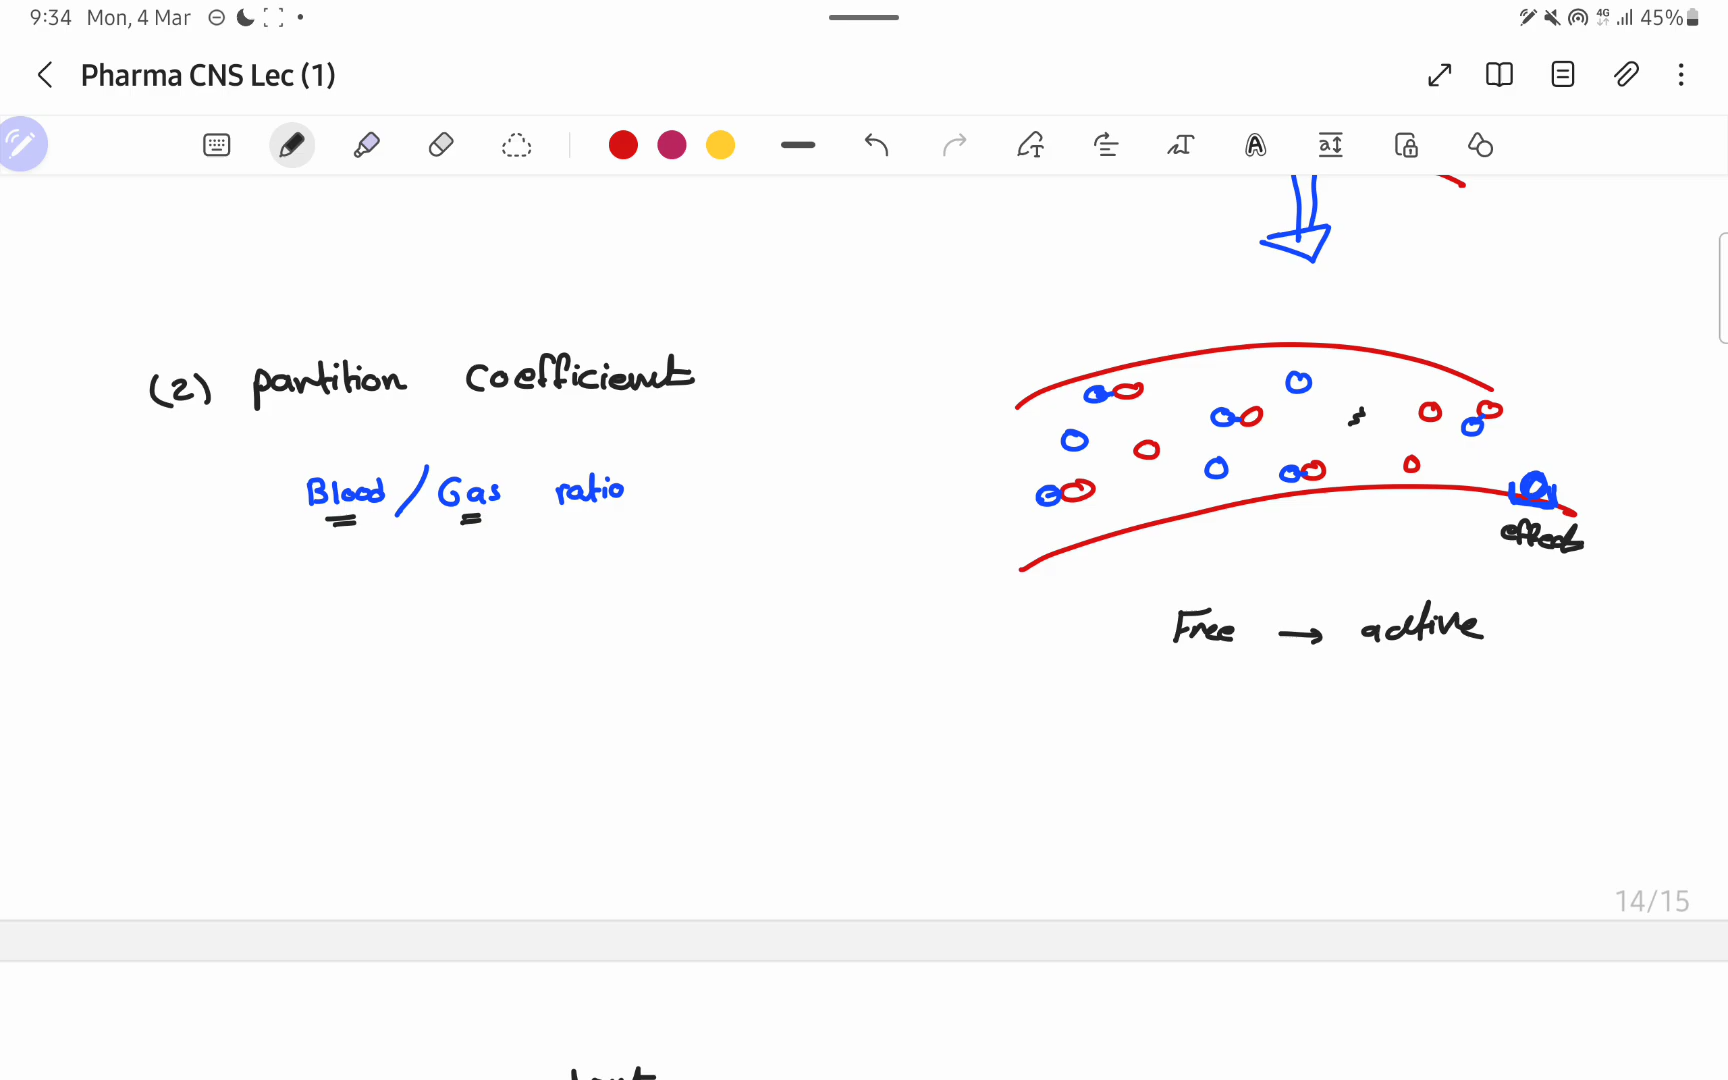 9:34 Mon, 4 Mar 4G 45%
Pharma CNS Lec (1)
(2) partition coefficient
Blood/Gas ratio
effect
Free → active
14/15